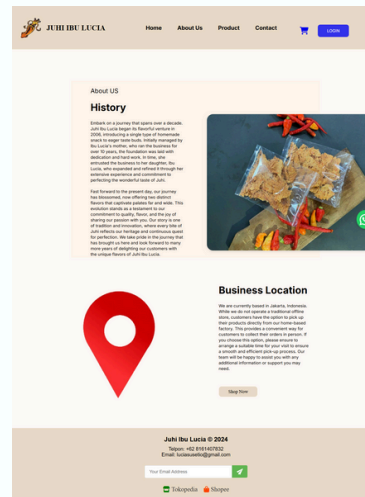 JUHI IBU LUCIA
Home
About Us
Product
Contact
LOGIN
About US
History
Embark on a journey that spans over a decade.
Juhi Ibu Lucia began its flavorful venture in
2008, introducing a single type of homemade
snack to eager taste buds. Initially managed by
Ibu Lucia's mother, who ran the business for
over 10 years, the foundation was laid with
dedication and hard work. In time, she
entrusted the business to her daughter, Ibu
Lucia, who expanded and refined it through her
extensive experience and commitment to
perfecting the wonderful taste of Juhi.
Fast forward to the present day, our journey
has blossomed, now offering two distinct
flavors that captivate palates far and wide. This
evolution stands as a testament to our
commitment to quality, flavor, and the joy of
sharing our passion with you. Our story is one
of tradition and innovation, where every bite of
Juhi reflects our heritage and continuous quest
for perfection. We take pride in the journey that
has brought us here and look forward to many
more years of delighting our customers with
the unique flavors of Juhi Ibu Lucia.
Business Location
We are currently based in Jakarta, Indonesia.
While we do not operate a traditional offline
store, customers have the option to pick up
their products directly from our home-based
factory. This provides a convenient way for
customers to collect their orders in person. If
you choose this option, please ensure to
arrange a suitable time for your visit to ensure
a smooth and efficient pick-up process. Our
team will be happy to assist you with any
additional information or support you may
need.
Shop Now
Juhi Ibu Lucia © 2024
Telpon: +62 8161407832
Email: luciasusetio@gmail.com
Your Email Address
Tokopedia
Shopee